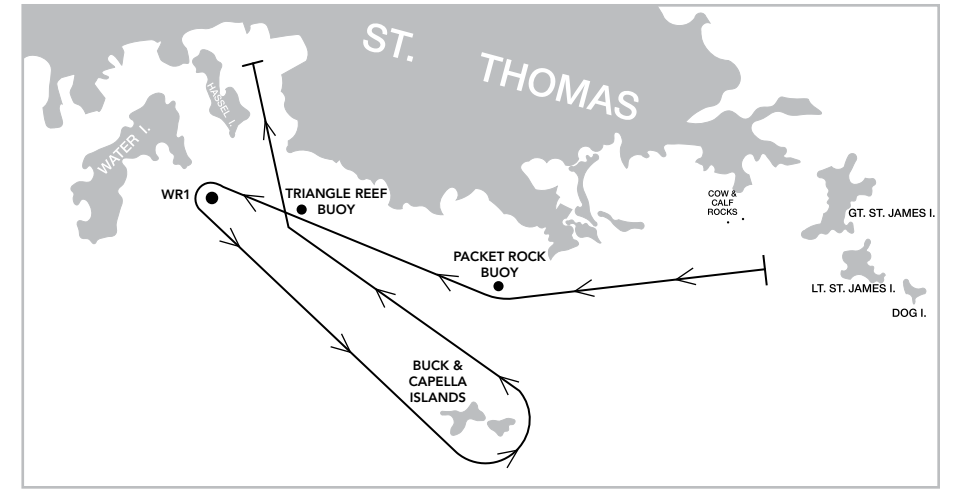 ST. THOMAS
HASSEL I.
WATER I.
WR1
TRIANGLE REEF
BUOY
COW &
CALF
ROCKS
GT. ST. JAMES I.
PACKET ROCK
BUOY
LT. ST. JAMES I.
DOG I.
BUCK &
CAPELLA
ISLANDS